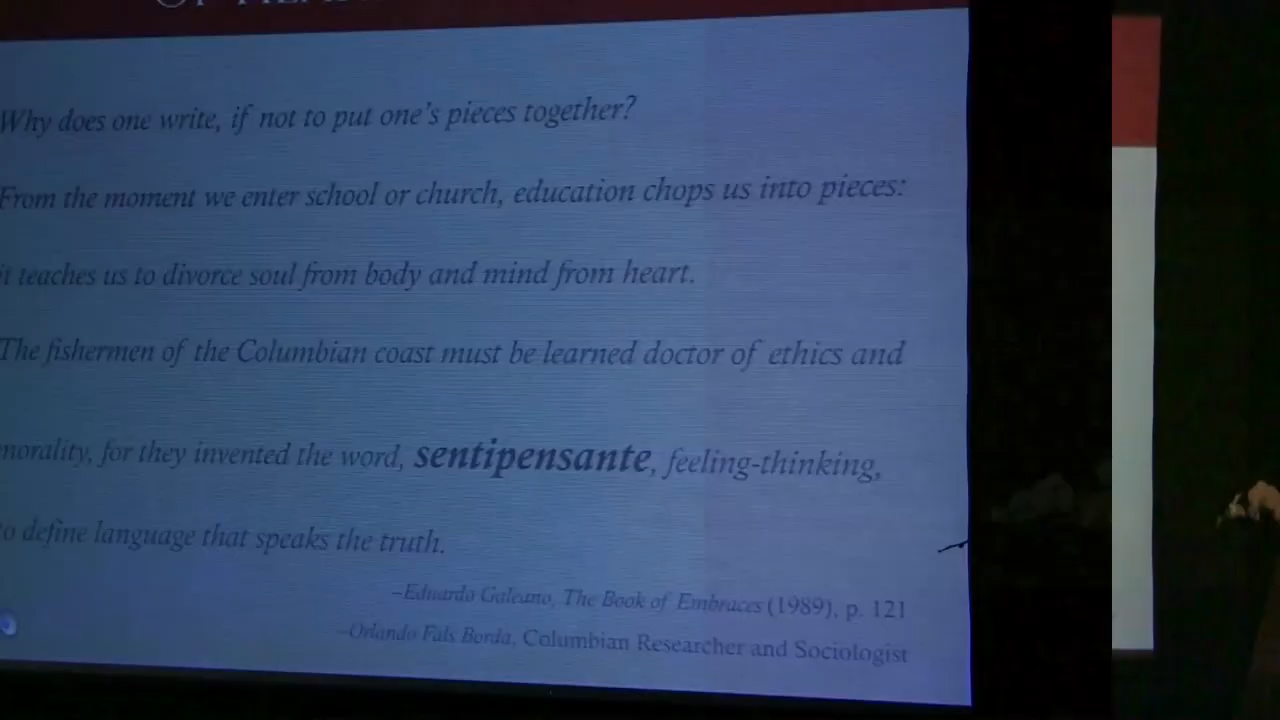 Why does one write, if not to put one's pieces together?
From the moment we enter school or church, education chops us into pieces:
it teaches us to divorce soul from body and mind from heart.
The fishermen of the Columbian coast must be learned doctor of ethics and
morality, for they invented the word, sentipensante, feeling-thinking,
to define language that speaks the truth.
–Eduardo Galeano, The Book of Embraces (1989), p. 121
–Orlando Fals Borda, Columbian Researcher and Sociologist